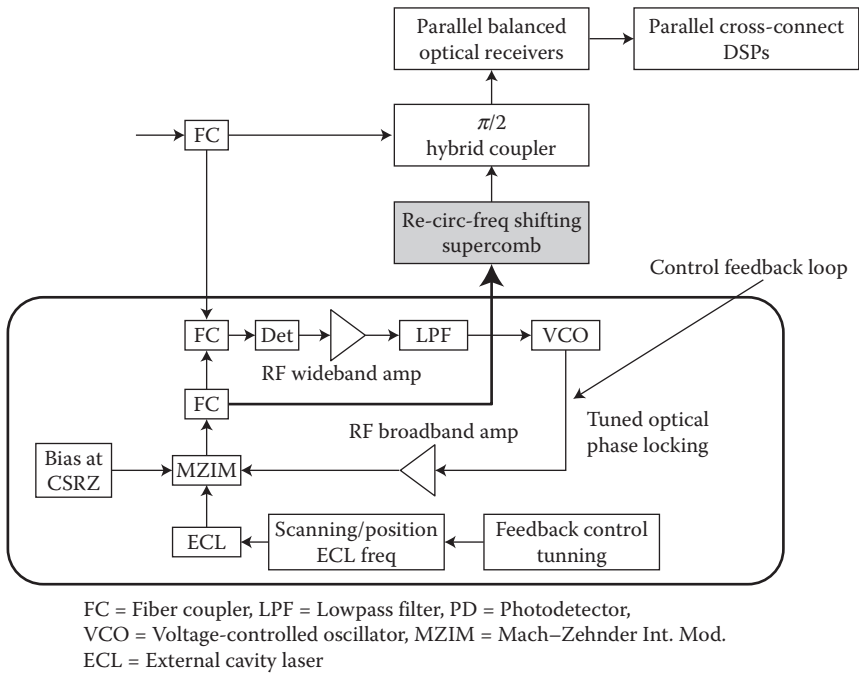 Parallel balanced
optical receivers
Parallel cross-connect
DSPs
FC
π/2
hybrid coupler
Re-circ-freq shifting
supercomb
Control feedback loop
FC
Det
LPF
VCO
RF wideband amp
FC
Tuned optical
phase locking
RF broadband amp
Bias at
CSRZ
MZIM
ECL
Scanning/position
ECL freq
Feedback control
tunning
FC = Fiber coupler, LPF = Lowpass filter, PD = Photodetector,
VCO = Voltage-controlled oscillator, MZIM = Mach–Zehnder Int. Mod.
ECL = External cavity laser